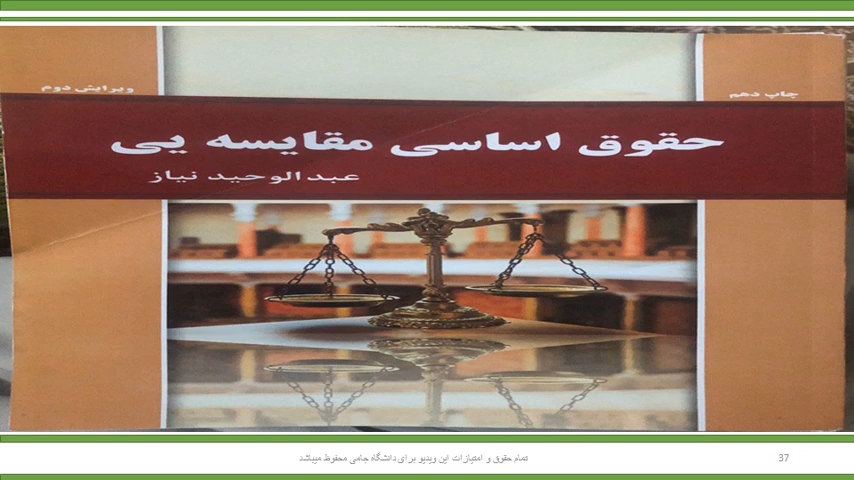 چاپ دهم
ویرایش دوم
حقوق اساسی مقایسه یی
عبدالوحید نیاز
تمام حقوق و امتیازات این ویدیو برای دانشگاه جامی محفوظ میباشد
37